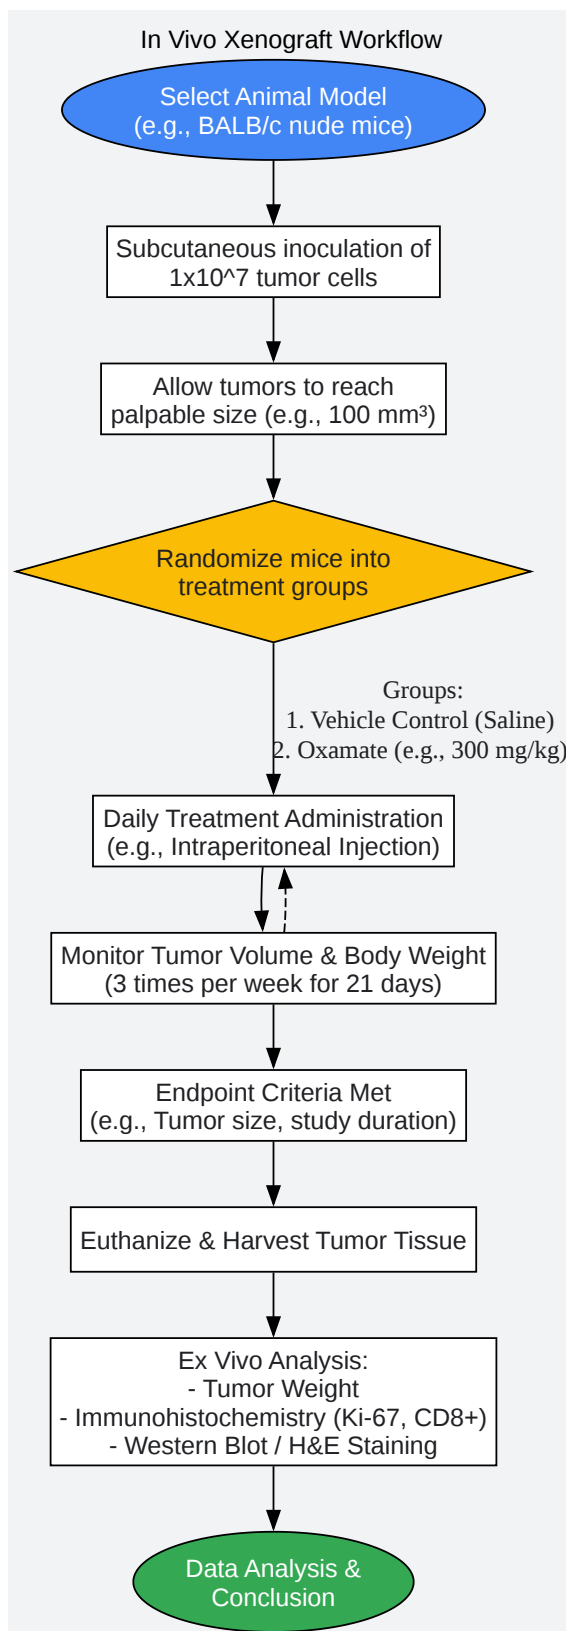 In Vivo Xenograft Workflow
Select Animal Model
(e.g., BALB/c nude mice)
Subcutaneous inoculation of
1x10^7 tumor cells
Allow tumors to reach
palpable size (e.g., 100 mm³)
Randomize mice into
treatment groups
Groups:
1. Vehicle Control (Saline)
2. Oxamate (e.g., 300 mg/kg)
Daily Treatment Administration
(e.g., Intraperitoneal Injection)
Monitor Tumor Volume & Body Weight
(3 times per week for 21 days)
Endpoint Criteria Met
(e.g., Tumor size, study duration)
Euthanize & Harvest Tumor Tissue
Ex Vivo Analysis:
- Tumor Weight
- Immunohistochemistry (Ki-67, CD8+)
- Western Blot / H&E Staining
Data Analysis &
Conclusion